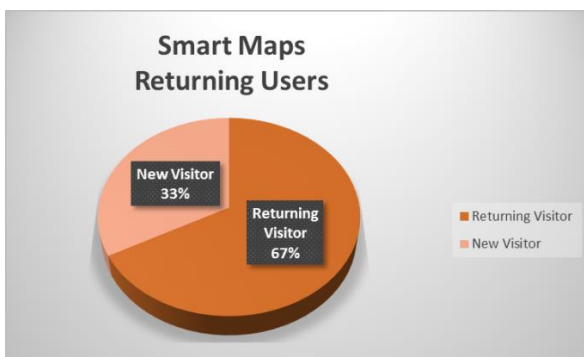 Smart Maps
Returning Users
New Visitor
33%
Returning
Visitor
67%
Returning Visitor
New Visitor